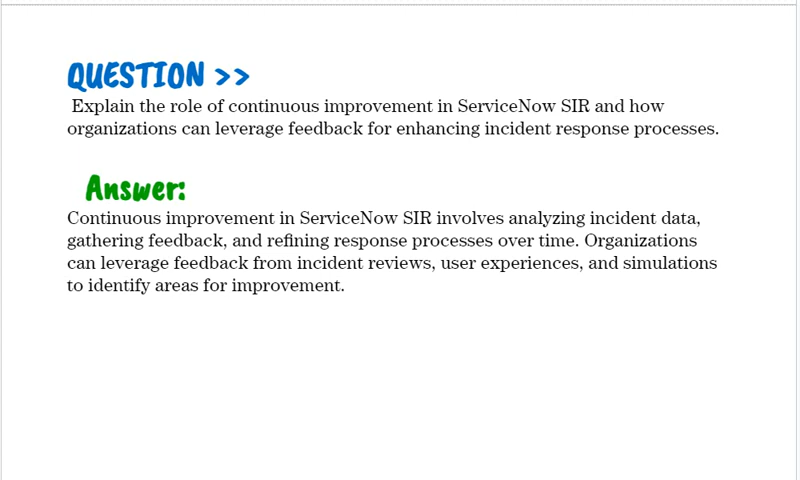 QUESTION >>
Explain the role of continuous improvement in ServiceNow SIR and how
organizations can leverage feedback for enhancing incident response processes.
Answer:
Continuous improvement in ServiceNow SIR involves analyzing incident data,
gathering feedback, and refining response processes over time. Organizations
can leverage feedback from incident reviews, user experiences, and simulations
to identify areas for improvement.